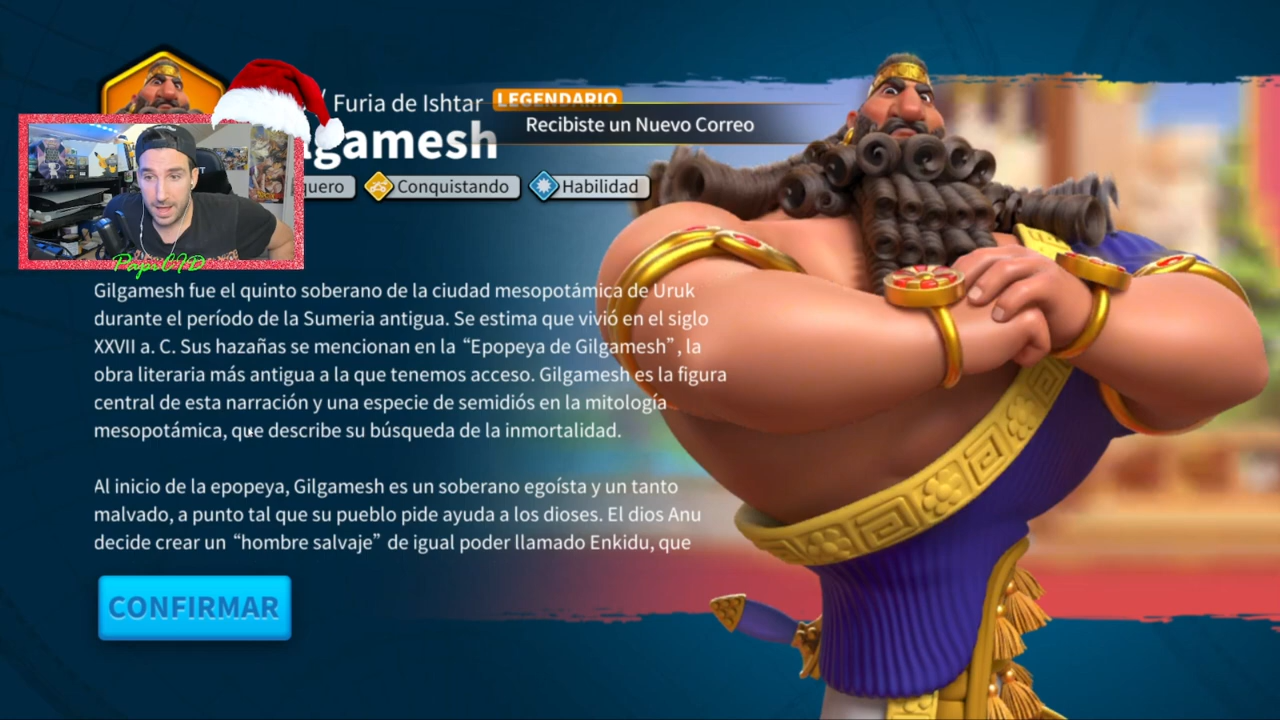 Furia de Ishtar LEGENDARIO
Recibiste un Nuevo Correo
gamesh
quero Conquistando Habilidad
Gilgamesh fue el quinto soberano de la ciudad mesopotámica de Uruk
durante el período de la Sumeria antigua. Se estima que vivió en el siglo
XXVII a. C. Sus hazañas se mencionan en la “Epopeya de Gilgamesh”, la
obra literaria más antigua a la que tenemos acceso. Gilgamesh es la figura
central de esta narración y una especie de semidiós en la mitología
mesopotámica, que describe su búsqueda de la inmortalidad.
Al inicio de la epopeya, Gilgamesh es un soberano egoísta y un tanto
malvado, a punto tal que su pueblo pide ayuda a los dioses. El dios Anu
decide crear un “hombre salvaje” de igual poder llamado Enkidu, que
CONFIRMAR